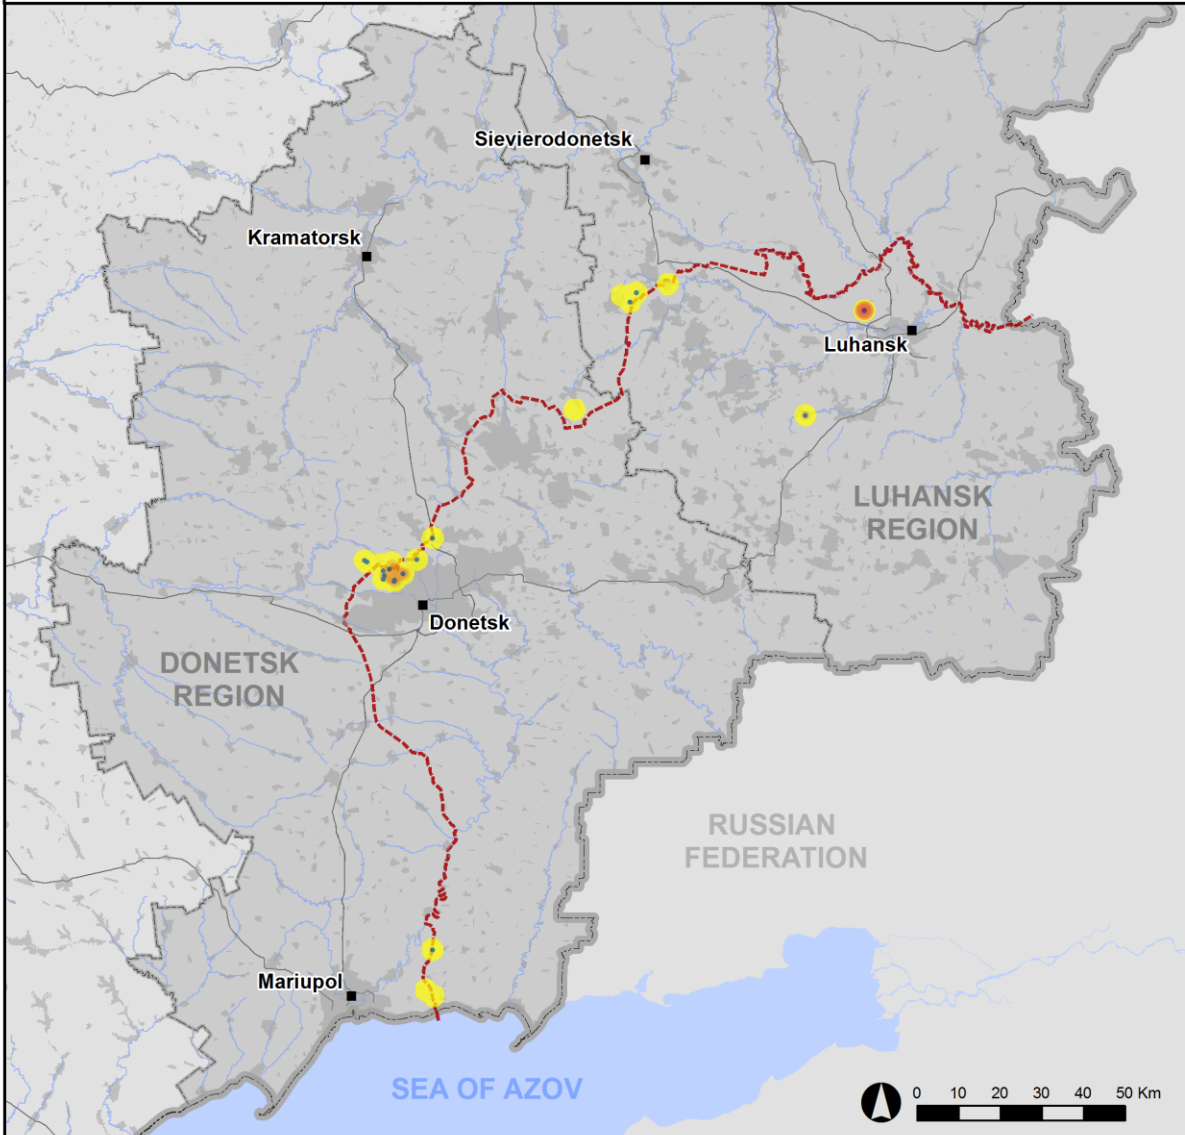 Sievierodonetsk
Kramatorsk
Luhansk
LUHANSK
REGION
Donetsk
DONETSK
REGION
RUSSIAN
FEDERATION
Mariupol
SEA OF AZOV
0 10 20 30 40 50 Km